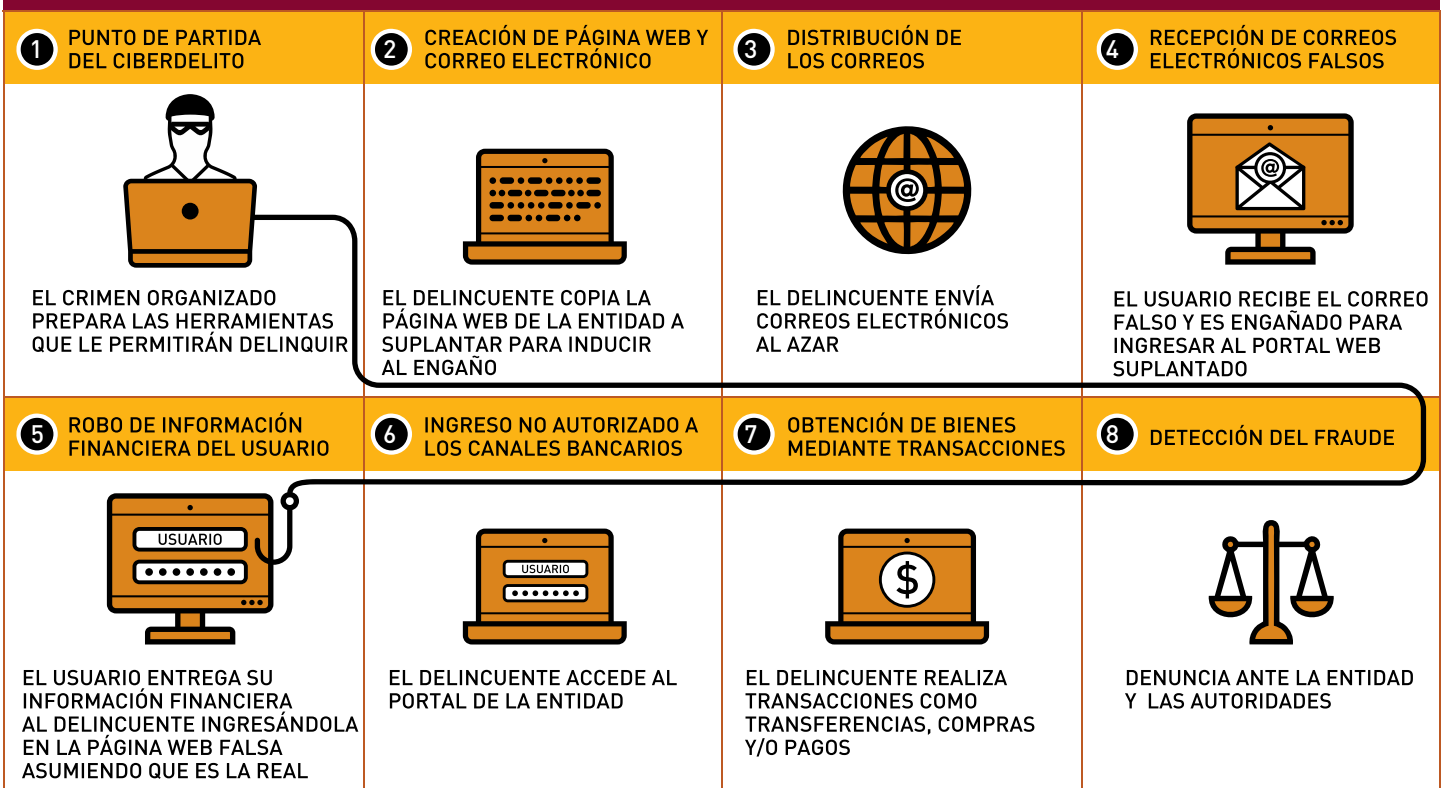 1
PUNTO DE PARTIDA
DEL CIBERDELITO
EL CRIMEN ORGANIZADO
PREPARA LAS HERRAMIENTAS
QUE LE PERMITIRÁN DELINQUIR
2
CREACIÓN DE PÁGINA WEB Y
CORREO ELECTRÓNICO
EL DELINCUENTE COPIA LA
PÁGINA WEB DE LA ENTIDAD A
SUPLANTAR PARA INDUCIR
AL ENGAÑO
3
DISTRIBUCIÓN DE
LOS CORREOS
@
EL DELINCUENTE ENVÍA
CORREOS ELECTRÓNICOS
AL AZAR
4
RECEPCIÓN DE CORREOS
ELECTRÓNICOS FALSOS
@
EL USUARIO RECIBE EL CORREO
FALSO Y ES ENGAÑADO PARA
INGRESAR AL PORTAL WEB
SUPLANTADO
5
ROBO DE INFORMACIÓN
FINANCIERA DEL USUARIO
USUARIO
EL USUARIO ENTREGA SU
INFORMACIÓN FINANCIERA
AL DELINCUENTE INGRESÁNDOLA
EN LA PÁGINA WEB FALSA
ASUMIENDO QUE ES LA REAL
6
INGRESO NO AUTORIZADO A
LOS CANALES BANCARIOS
USUARIO
EL DELINCUENTE ACCEDE AL
PORTAL DE LA ENTIDAD
7
OBTENCIÓN DE BIENES
MEDIANTE TRANSACCIONES
$
EL DELINCUENTE REALIZA
TRANSACCIONES COMO
TRANSFERENCIAS, COMPRAS
Y/O PAGOS
8
DETECCIÓN DEL FRAUDE
DENUNCIA ANTE LA ENTIDAD
Y LAS AUTORIDADES